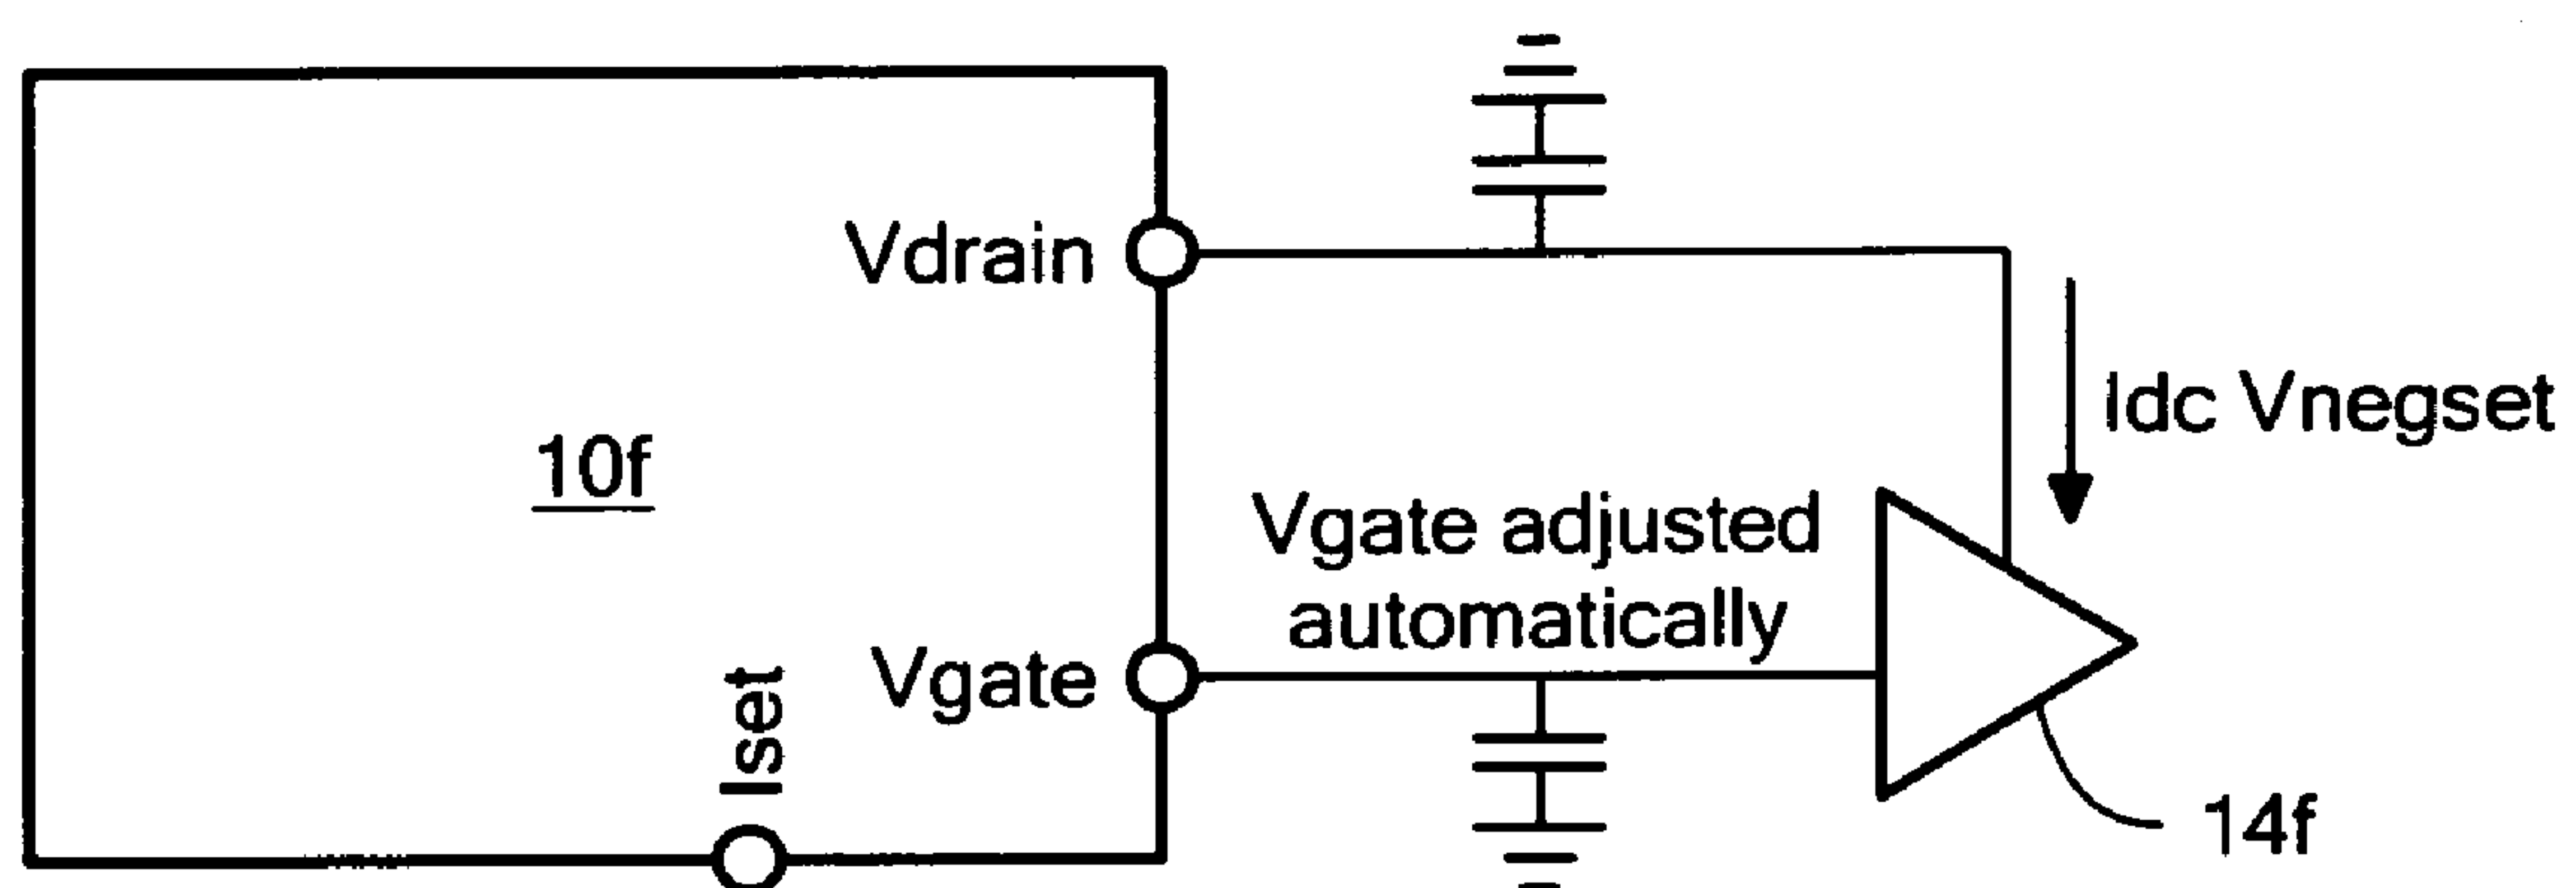 Vdrain
Idc Vnegset
10f
Vgate adjusted
automatically
Vgate
Iset
14f